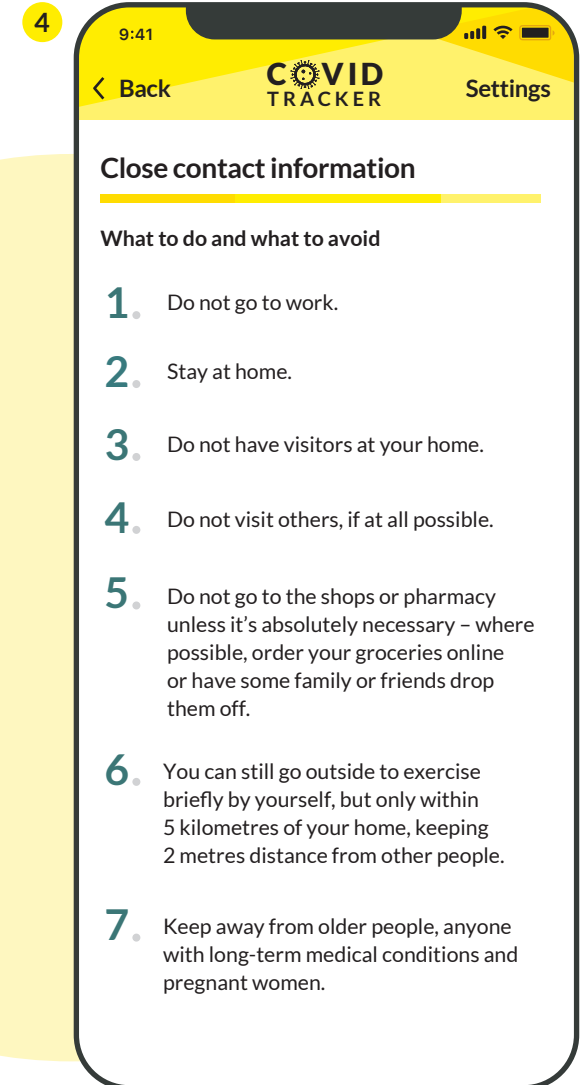 4
9:41
Back
COVID
TRACKER
Settings
Close contact information
What to do and what to avoid
1. Do not go to work.
2. Stay at home.
3. Do not have visitors at your home.
4. Do not visit others, if at all possible.
5. Do not go to the shops or pharmacy
unless it’s absolutely necessary – where
possible, order your groceries online
or have some family or friends drop
them off.
6. You can still go outside to exercise
briefly by yourself, but only within
5 kilometres of your home, keeping
2 metres distance from other people.
7. Keep away from older people, anyone
with long-term medical conditions and
pregnant women.